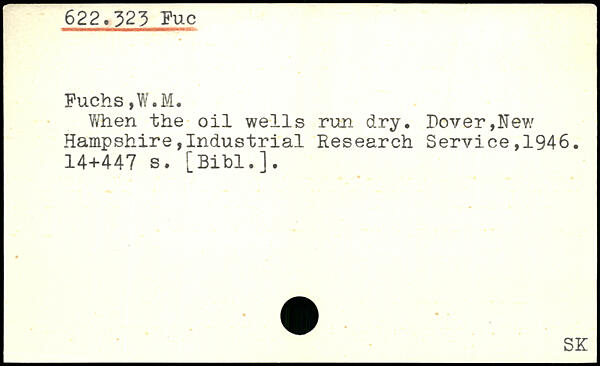 622.323 Fuc
Fuchs,W.M.
When the oil wells run dry. Dover,New
Hampshire,Industrial Research Service,1946.
14+447 s. [Bibl.].
SK